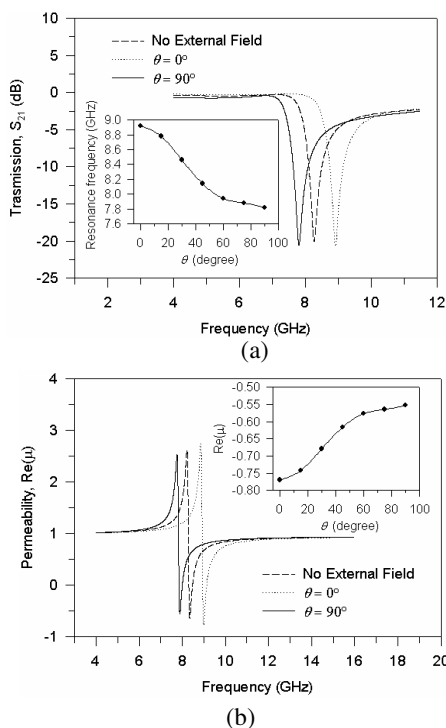 10
5
0
-5
-10
-15
-20
-25
Trasmission, S21 (dB)
No External Field
θ = 0°
θ = 90°
9.0
8.8
8.6
8.4
8.2
8.0
7.8
7.6
Resonance frequency (GHz)
0 20 40 60 80 100
θ (degree)
2 4 6 8 10 12
Frequency (GHz)
(a)
4
3
2
1
0
-1
Permeability, Re(μ)
-0.50
-0.55
-0.60
-0.65
-0.70
-0.75
-0.80
Re(μ)
0 20 40 60 80 100
θ (degree)
No External Field
θ = 0°
θ = 90°
2 4 6 8 10 12 14 16 18 20
Frequency (GHz)
(b)